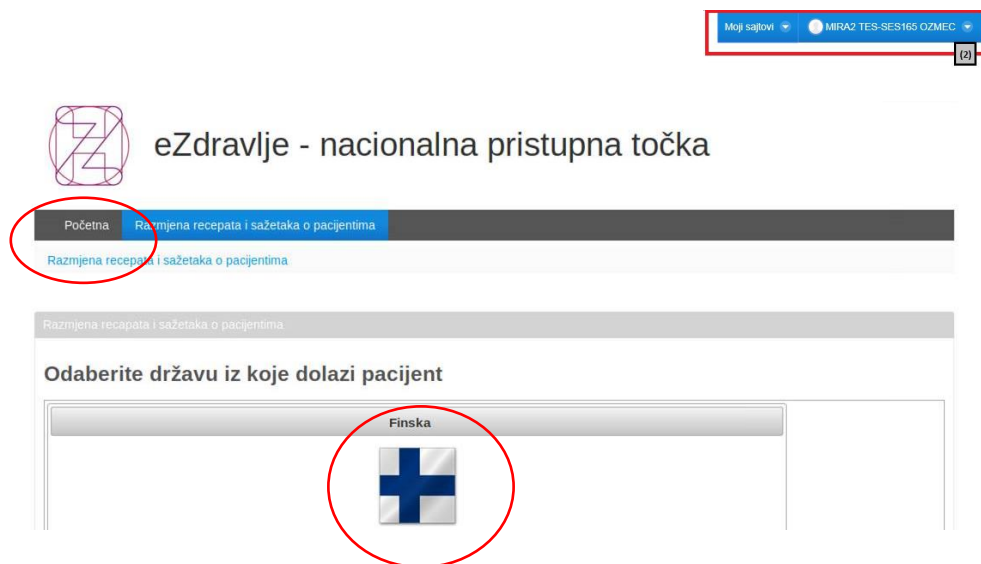 Moji sajtovi MIRA2 TES-SES165 OZMEC
(2)
eZdravlje - nacionalna pristupna točka
Početna Razmjena recepata i sažetaka o pacijentima
Razmjena recepata i sažetaka o pacijentima
Razmjena recapata i sažetaka o pacijentima
Odaberite državu iz koje dolazi pacijent
Finska